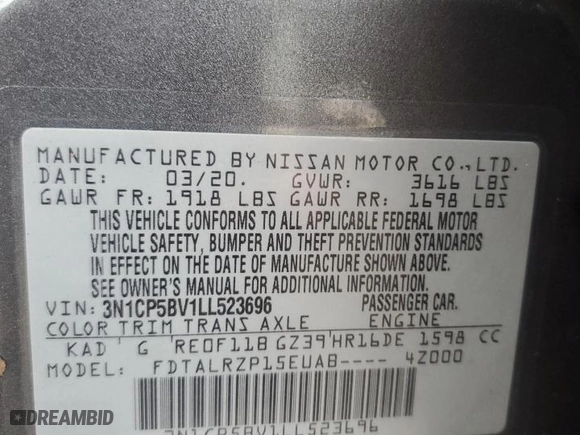 MANUFACTURED BY NISSAN MOTOR CO.,LTD.
DATE: 03/20. GVWR: 3616 LBS
GAWR FR: 1918 LBS GAWR RR: 1698 LBS
THIS VEHICLE CONFORMS TO ALL APPLICABLE FEDERAL MOTOR
VEHICLE SAFETY, BUMPER AND THEFT PREVENTION STANDARDS
IN EFFECT ON THE DATE OF MANUFACTURE SHOWN ABOVE.
SEE OWNER'S MANUAL FOR ADDITIONAL INFORMATION.
VIN: 3N1CP5BV1LL523696 PASSENGER CAR.
COLOR TRIM TRANS AXLE ENGINE
KAD ' G 'RE0F11B GZ39'HR16DE 1598 CC
MODEL: FDTALRZP15EUAB---- 4Z000
3N1CP5BV1LL523696
DREAMBID